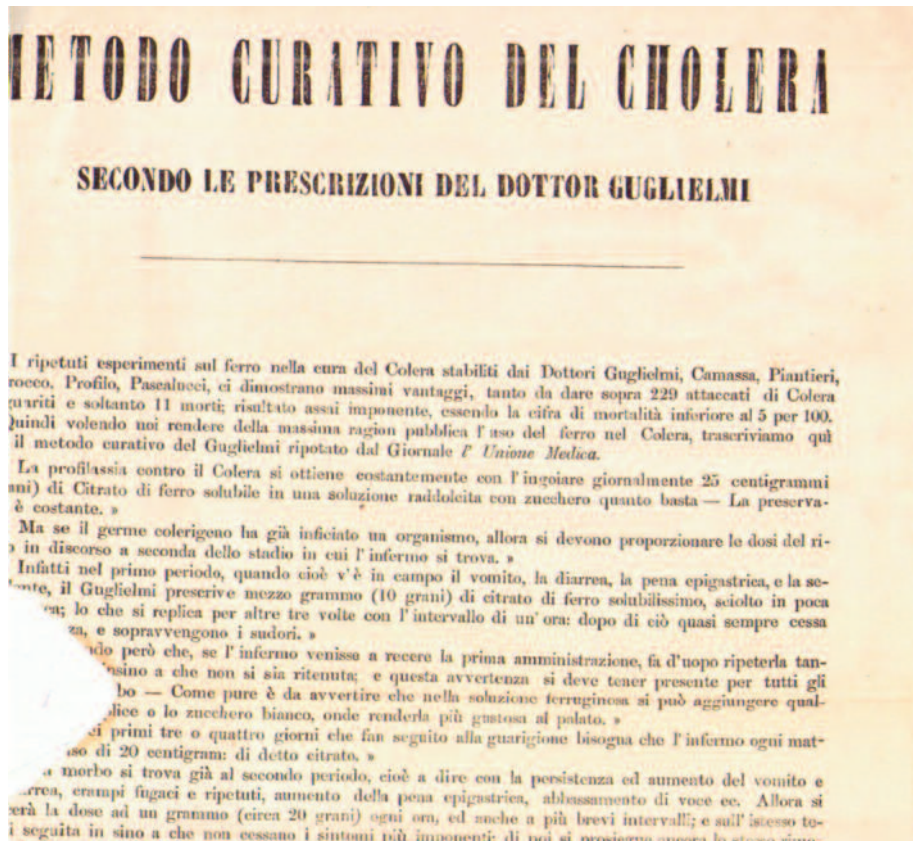 METODO CURATIVO DEL CHOLERA
SECONDO LE PRESCRIZIONI DEL DOTTOR GUGLIELMI
I ripetuti esperimenti sul ferro nella cura del Colera stabiliti dai Dottori Guglielmi, Camassa, Piantieri,
rocco, Profilo, Pascalucci, ci dimostrano massimi vantaggi, tanto da dare sopra 229 attaccati di Colera
guariti e soltanto 11 morti; risultato assai imponente, essendo la cifra di mortalità inferiore al 5 per 100.
Quindi volendo noi rendere della massima ragion pubblica l'uso del ferro nel Colera, trascriviamo quì
il metodo curativo del Guglielmi ripotato dal Giornale l' Unione Medica.
La profilassia contro il Colera si ottiene costantemente con l'ingoiare giornalmente 25 centigrammi
ani) di Citrato di ferro solubile in una soluzione raddolcita con zucchero quanto basta — La preserva-
è costante. »
Ma se il germe colerigeno ha già inficiato un organismo, allora si devono proporzionare le dosi del ri-
o in discorso a seconda dello stadio in cui l'infermo si trova. »
Infatti nel primo periodo, quando cioè v'è in campo il vomito, la diarrea, la pena epigastrica, e la se-
il Guglielmi prescrive mezzo grammo (10 grani) di citrato di ferro solubilissimo, sciolto in poca
lo che si replica per altre tre volte con l'intervallo di un'ora: dopo di ciò quasi sempre cessa
za, e sopravvengono i sudori. »
ndo però che, se l'infermo venisse a recere la prima amministrazione, fa d'uopo ripeterla tan-
nsino a che non si sia ritenuta; e questa avvertenza si deve tener presente per tutti gli
bo — Come pure è da avvertire che nella soluzione ferruginosa si può aggiungere qual-
lice o lo zucchero bianco, onde renderla più gustosa al palato. »
ei primi tre o quattro giorni che fan seguito alla guarigione bisogna che l'infermo ogni mat-
so di 20 centigram: di detto citrato. »
morbo si trova già al secondo periodo, cioè a dire con la persistenza ed aumento del vomito e
rrea, crampi fugaci e ripetuti, aumento della pena epigastrica, abbassamento di voce ec. Allora si
erà la dose ad un grammo (circa 20 grani) ogni ora, ed anche a più brevi intervalli; e sull'istesso te-
i seguita in sino a che non cessano i sintomi più imponenti; di poi si prosiegue ancora lo stesso